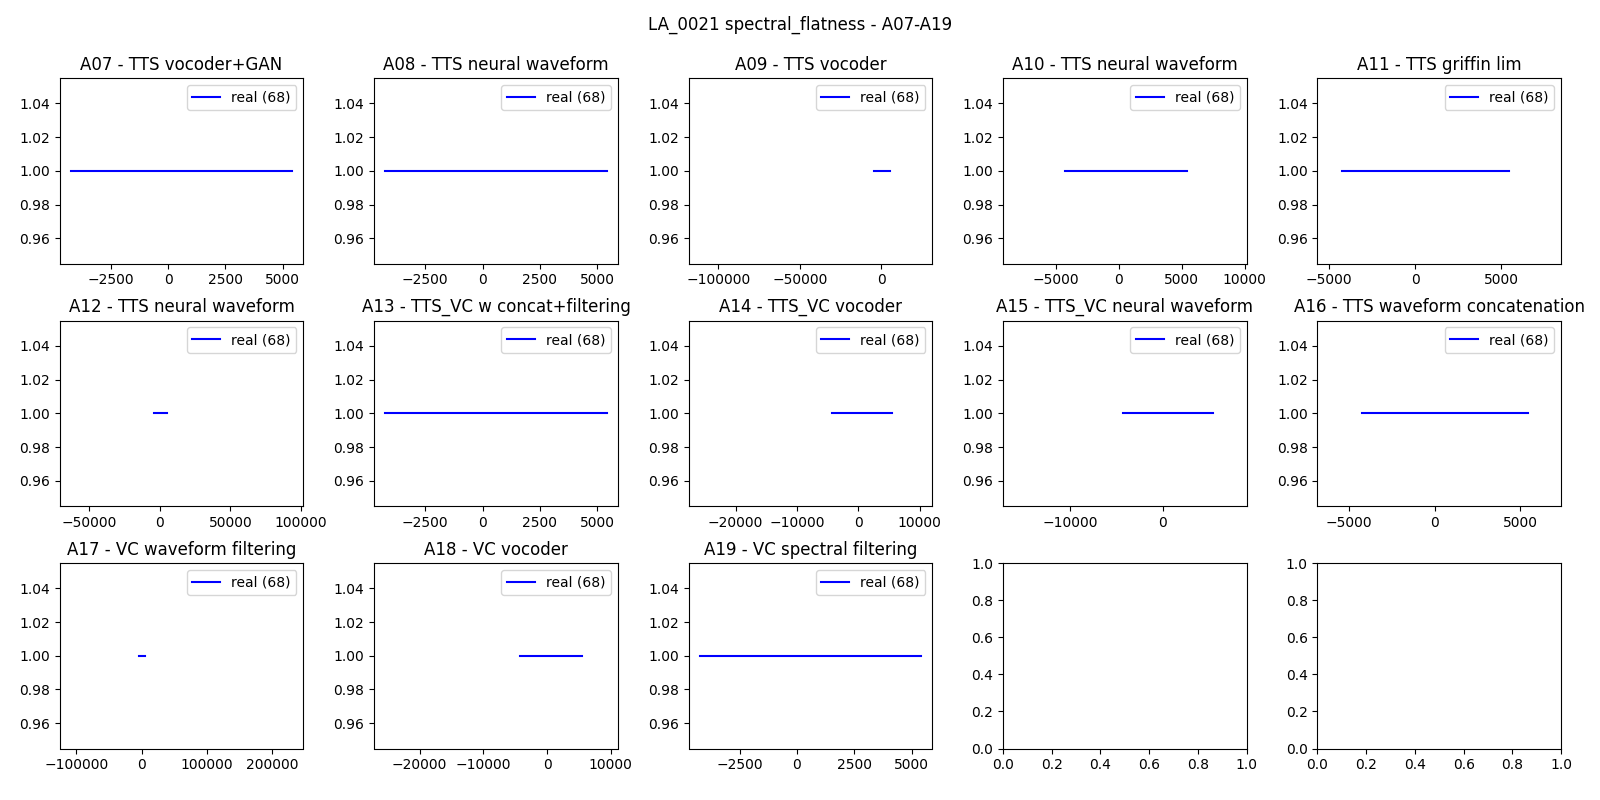 LA_0021 spectral_flatness - A07-A19
A07 - TTS vocoder+GAN
real (68)
1.04
1.02
1.00
0.98
0.96
−2500 0 2500 5000
A08 - TTS neural waveform
real (68)
1.04
1.02
1.00
0.98
0.96
−2500 0 2500 5000
A09 - TTS vocoder
real (68)
1.04
1.02
1.00
0.98
0.96
−100000 −50000 0
A10 - TTS neural waveform
real (68)
1.04
1.02
1.00
0.98
0.96
−5000 0 5000 10000
A11 - TTS griffin lim
real (68)
1.04
1.02
1.00
0.98
0.96
−5000 0 5000
A12 - TTS neural waveform
real (68)
1.04
1.02
1.00
0.98
0.96
−50000 0 50000 100000
A13 - TTS_VC w concat+filtering
real (68)
1.04
1.02
1.00
0.98
0.96
−2500 0 2500 5000
A14 - TTS_VC vocoder
real (68)
1.04
1.02
1.00
0.98
0.96
−20000 −10000 0 10000
A15 - TTS_VC neural waveform
real (68)
1.04
1.02
1.00
0.98
0.96
−10000 0
A16 - TTS waveform concatenation
real (68)
1.04
1.02
1.00
0.98
0.96
−5000 0 5000
A17 - VC waveform filtering
real (68)
1.04
1.02
1.00
0.98
0.96
−100000 0 100000 200000
A18 - VC vocoder
real (68)
1.04
1.02
1.00
0.98
0.96
−20000 −10000 0 10000
A19 - VC spectral filtering
real (68)
1.04
1.02
1.00
0.98
0.96
−2500 0 2500 5000
1.0
0.8
0.6
0.4
0.2
0.0
0.0 0.2 0.4 0.6 0.8 1.0
1.0
0.8
0.6
0.4
0.2
0.0
0.0 0.2 0.4 0.6 0.8 1.0